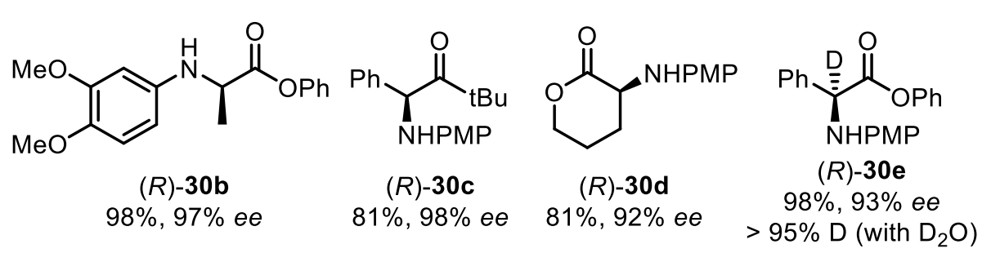 MeO
MeO
H
N
O
OPh
(R)-30b
98%, 97% ee
Ph
O
tBu
NHPMP
(R)-30c
81%, 98% ee
O
O
NHPMP
(R)-30d
81%, 92% ee
Ph
D
O
OPh
NHPMP
(R)-30e
98%, 93% ee
> 95% D (with D₂O)